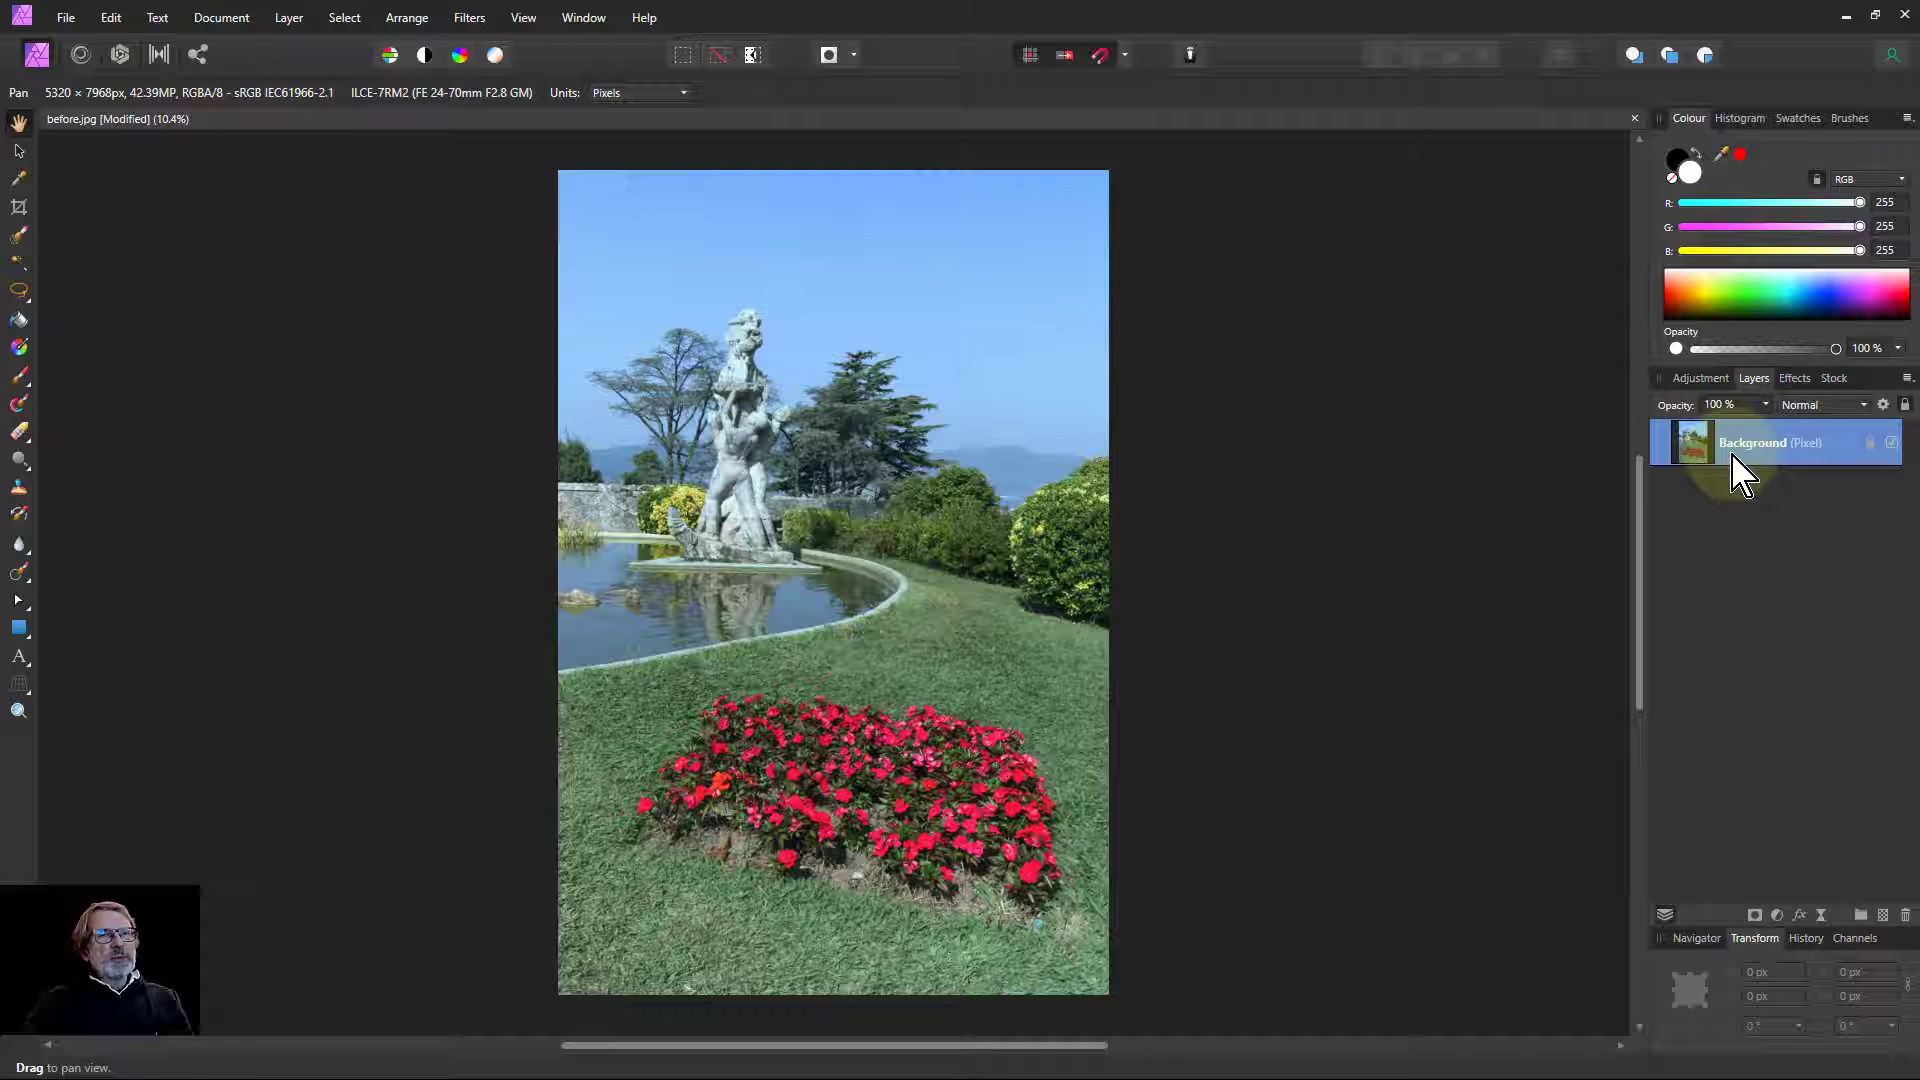 File Edit Text Document Layer Select Arrange Filters View Window Help
Pan 5320 × 7968px, 42.39MP, RGBA/8 - sRGB IEC61966-2.1 ILCE-7RM2 (FE 24-70mm F2.8 GM) Units: Pixels
before.jpg [Modified] (10.4%)
Colour Histogram Swatches Brushes
RGB
R: 255
G: 255
B: 255
Opacity
100 %
Adjustment Layers Effects Stock
Opacity: 100 % Normal
Background (Pixel)
Navigator Transform History Channels
0 px 0 px
0 px 0 px
0 ° 0 °
Drag to pan view.